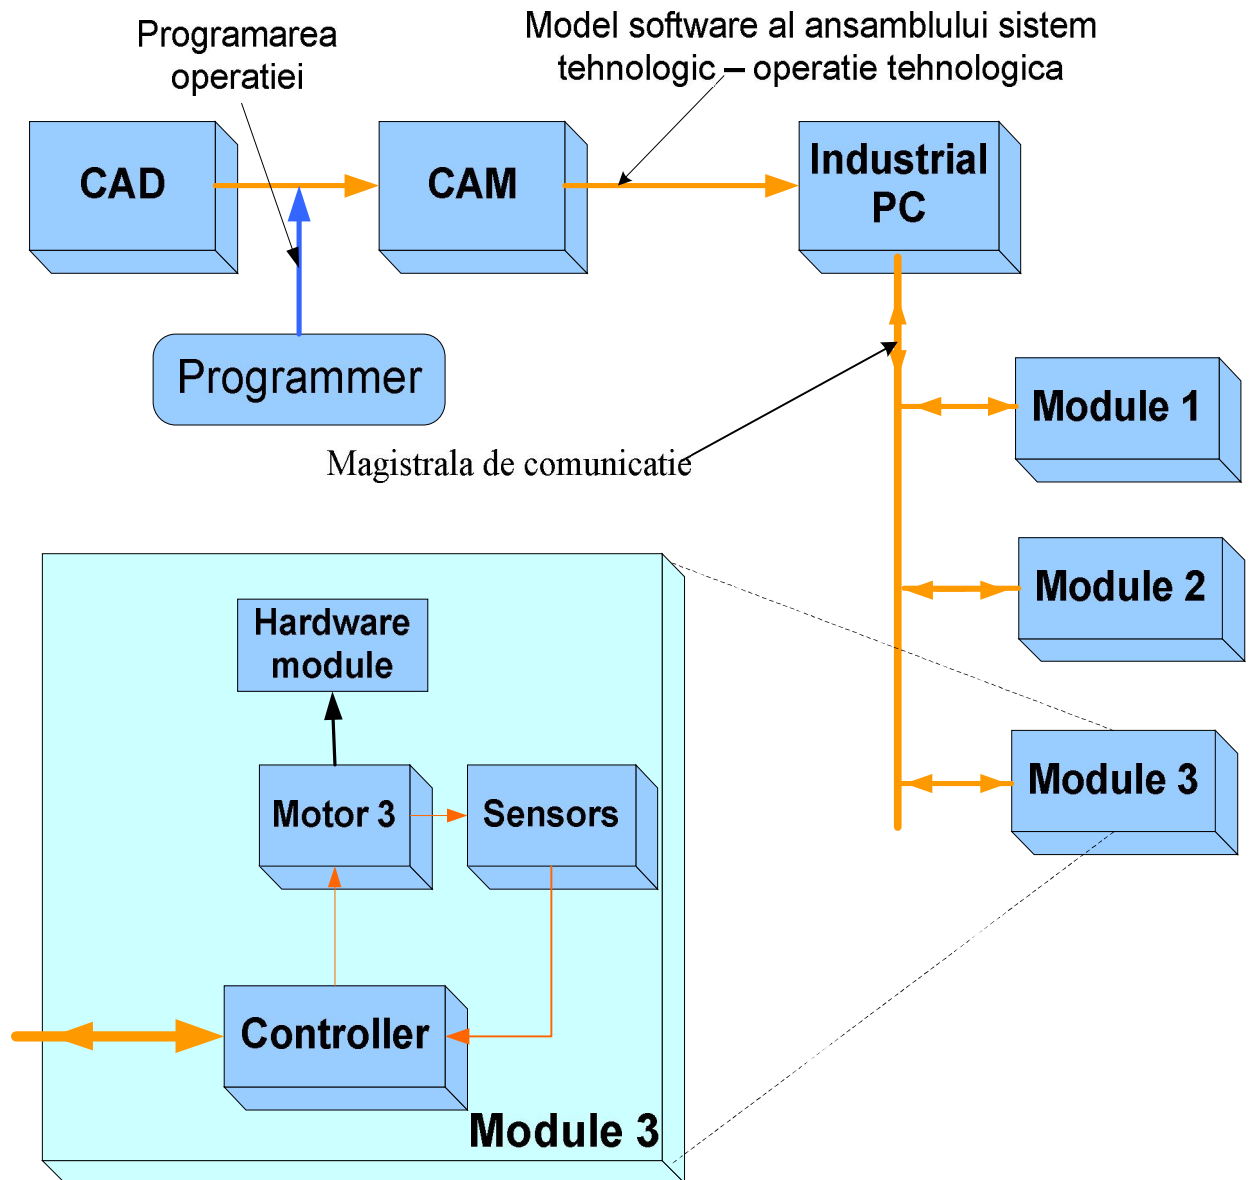 Programarea
operatiei
Model software al ansamblului sistem
tehnologic – operatie tehnologica
CAD
CAM
Industrial
PC
Programmer
Magistrala de comunicatie
Module 1
Module 2
Module 3
Hardware
module
Motor 3
Sensors
Controller
Module 3